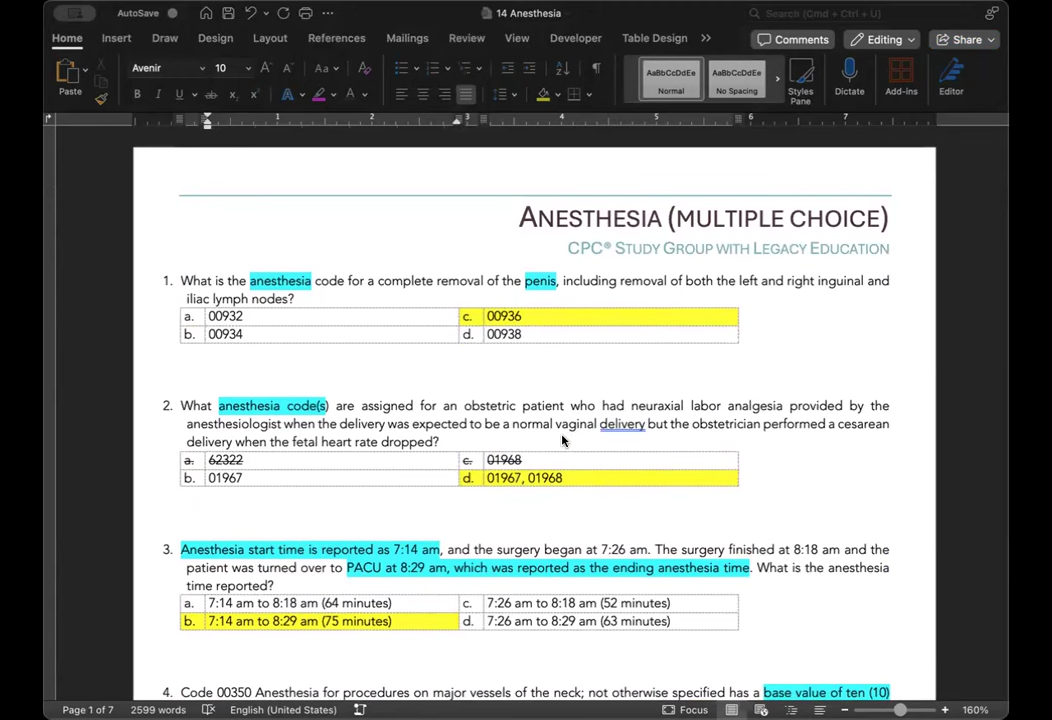 AutoSave
14 Anesthesia
Search (Cmd + Ctrl + U)
Home Insert Draw Design Layout References Mailings Review View Developer Table Design
Comments Editing Share
Paste
Avenir 10
AaBbCcDdEe
Normal
AaBbCcDdEe
No Spacing
Styles Pane
Dictate
Add-ins
Editor
1 2 3 4 5 6 7
ANESTHESIA (MULTIPLE CHOICE)
CPC® STUDY GROUP WITH LEGACY EDUCATION
1. What is the anesthesia code for a complete removal of the penis, including removal of both the left and right inguinal and
iliac lymph nodes?
a. 00932 c. 00936
b. 00934 d. 00938
2. What anesthesia code(s) are assigned for an obstetric patient who had neuraxial labor analgesia provided by the
anesthesiologist when the delivery was expected to be a normal vaginal delivery but the obstetrician performed a cesarean
delivery when the fetal heart rate dropped?
a. 62322 c. 01968
b. 01967 d. 01967, 01968
3. Anesthesia start time is reported as 7:14 am, and the surgery began at 7:26 am. The surgery finished at 8:18 am and the
patient was turned over to PACU at 8:29 am, which was reported as the ending anesthesia time. What is the anesthesia
time reported?
a. 7:14 am to 8:18 am (64 minutes) c. 7:26 am to 8:18 am (52 minutes)
b. 7:14 am to 8:29 am (75 minutes) d. 7:26 am to 8:29 am (63 minutes)
4. Code 00350 Anesthesia for procedures on major vessels of the neck; not otherwise specified has a base value of ten (10)
Page 1 of 7 2599 words English (United States) Focus 160%